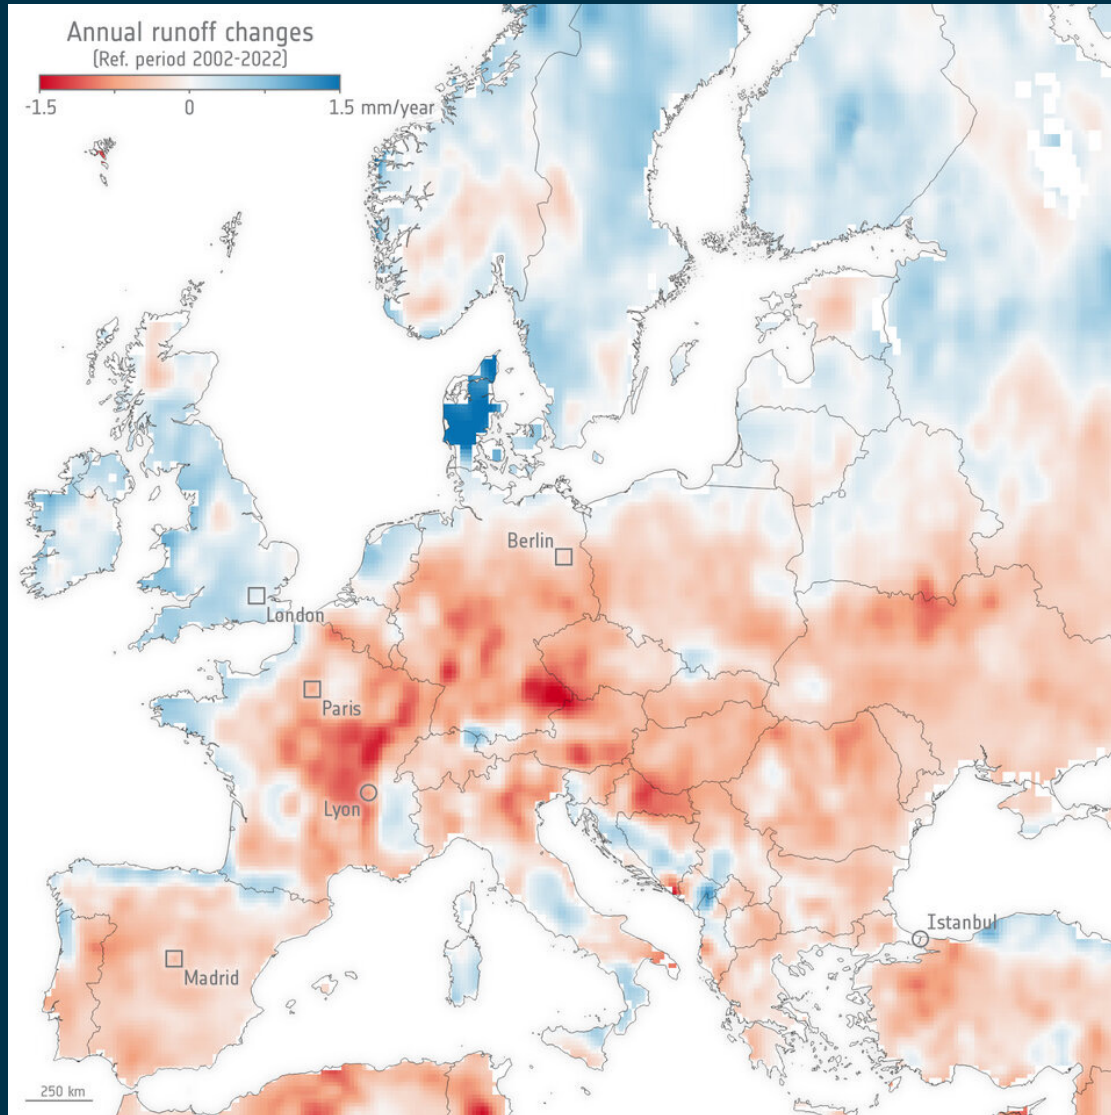 Annual runoff changes
(Ref. period 2002-2022)
-1.5 0 1.5 mm/year
Berlin
London
Paris
Lyon
Istanbul
Madrid
250 km